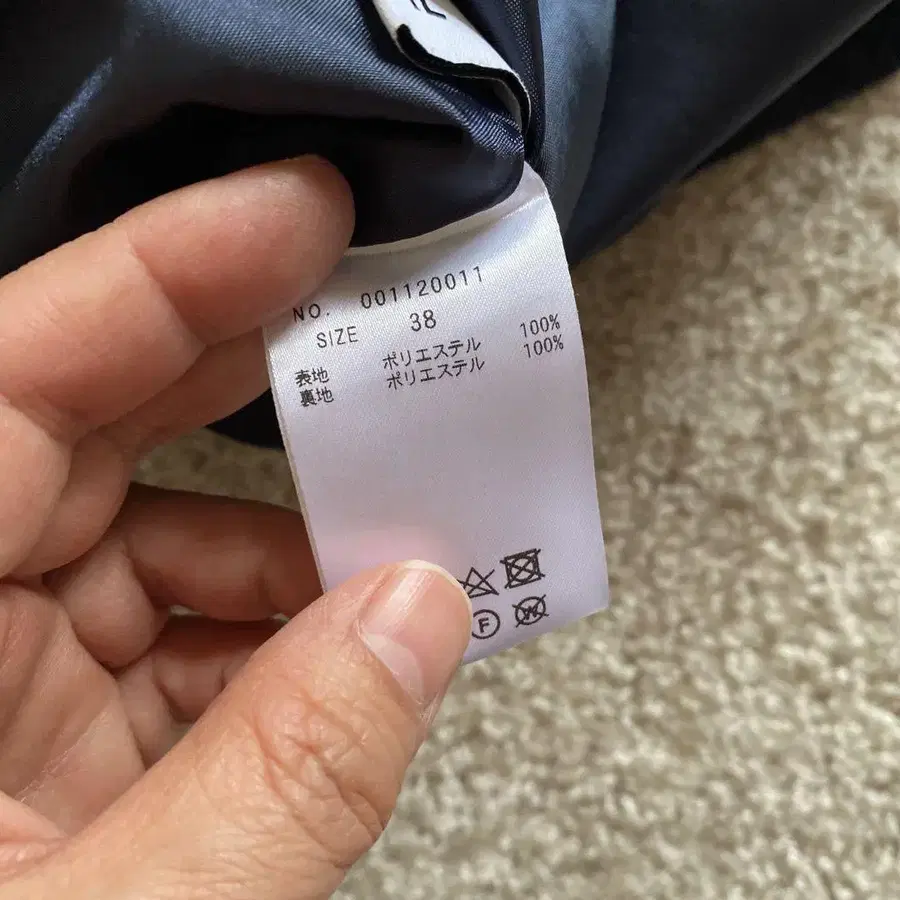 NO. 001120011
SIZE 38
表地 ポリエステル 100%
裏地 ポリエステル 100%
F W